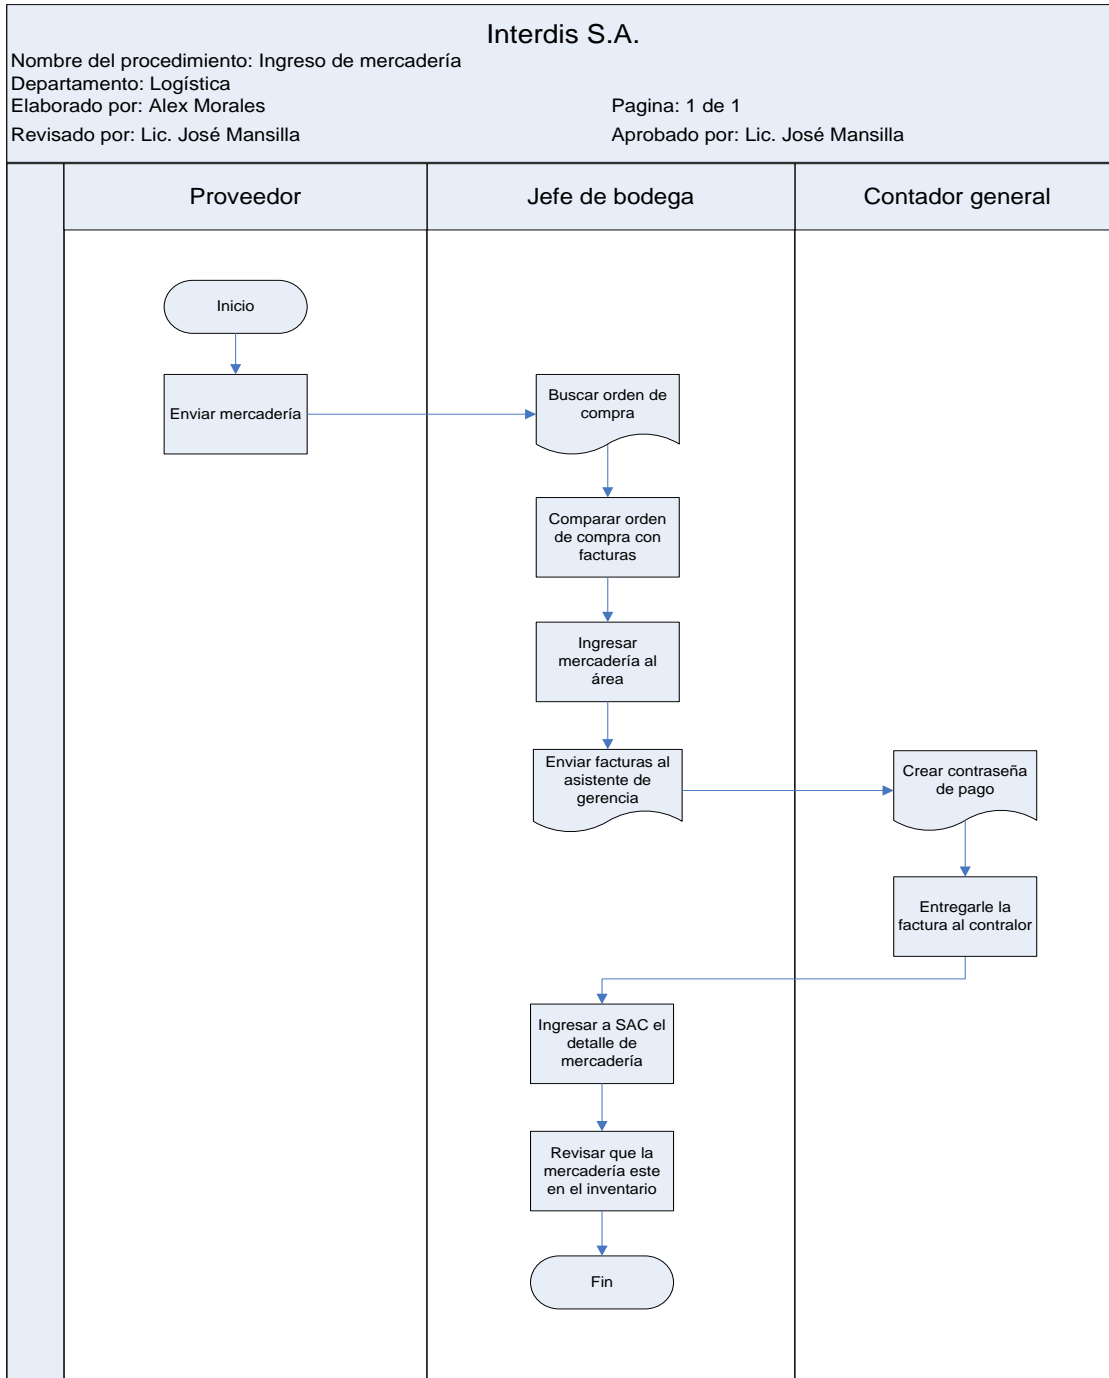 Interdis S.A.
Nombre del procedimiento: Ingreso de mercadería
Departamento: Logística
Elaborado por: Alex Morales
Pagina: 1 de 1
Revisado por: Lic. José Mansilla
Aprobado por: Lic. José Mansilla
Proveedor
Jefe de bodega
Contador general
Inicio
Enviar mercadería
Buscar orden de
compra
Comparar orden
de compra con
facturas
Ingresar
mercadería al
área
Enviar facturas al
asistente de
gerencia
Crear contraseña
de pago
Entregarle la
factura al contralor
Ingresar a SAC el
detalle de
mercadería
Revisar que la
mercadería este
en el inventario
Fin